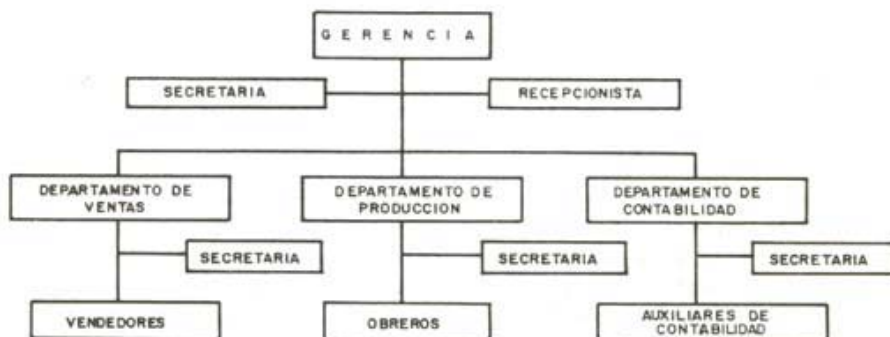 GERENCIA
SECRETARIA
RECEPCIONISTA
DEPARTAMENTO DE
VENTAS
DEPARTAMENTO DE
PRODUCCION
DEPARTAMENTO DE
CONTABILIDAD
SECRETARIA
SECRETARIA
SECRETARIA
VENDEDORES
OBREROS
AUXILIARES DE
CONTABILIDAD